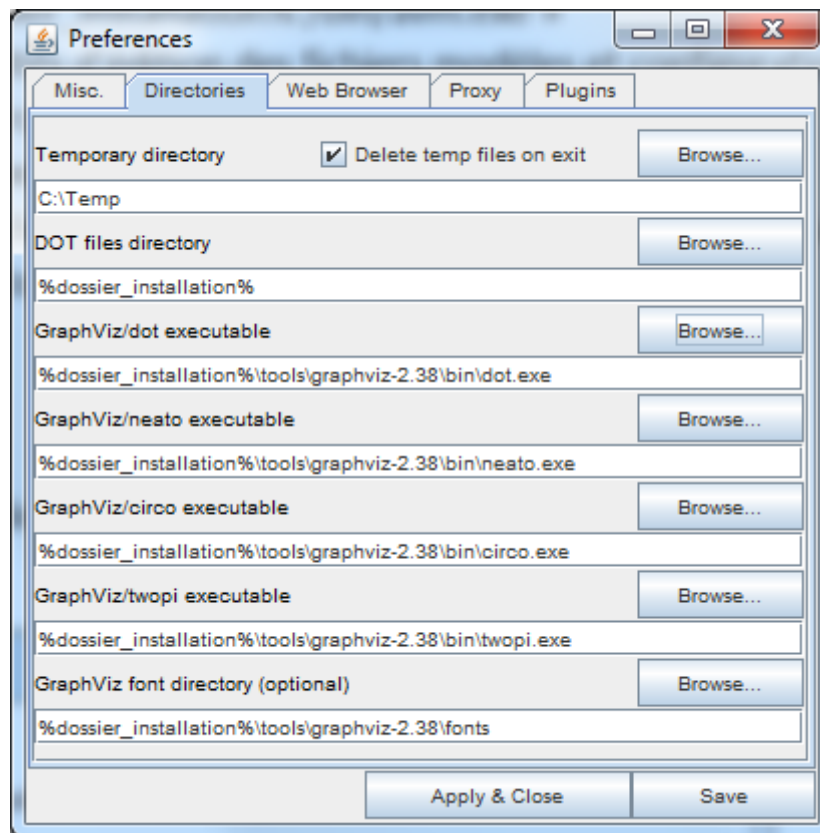 Preferences
Misc. Directories Web Browser Proxy Plugins
Temporary directory Delete temp files on exit Browse...
C:\Temp
DOT files directory Browse...
%dossier_installation%
GraphViz/dot executable Browse...
%dossier_installation%\tools\graphviz-2.38\bin\dot.exe
GraphViz/neato executable Browse...
%dossier_installation%\tools\graphviz-2.38\bin\neato.exe
GraphViz/circo executable Browse...
%dossier_installation%\tools\graphviz-2.38\bin\circo.exe
GraphViz/twopi executable Browse...
%dossier_installation%\tools\graphviz-2.38\bin\twopi.exe
GraphViz font directory (optional) Browse...
%dossier_installation%\tools\graphviz-2.38\fonts
Apply & Close Save